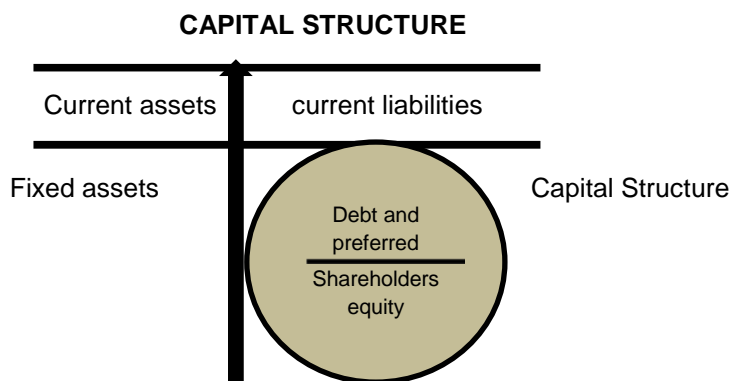 CAPITAL STRUCTURE
Current assets
current liabilities
Fixed assets
Debt and
preferred
Shareholders
equity
Capital Structure